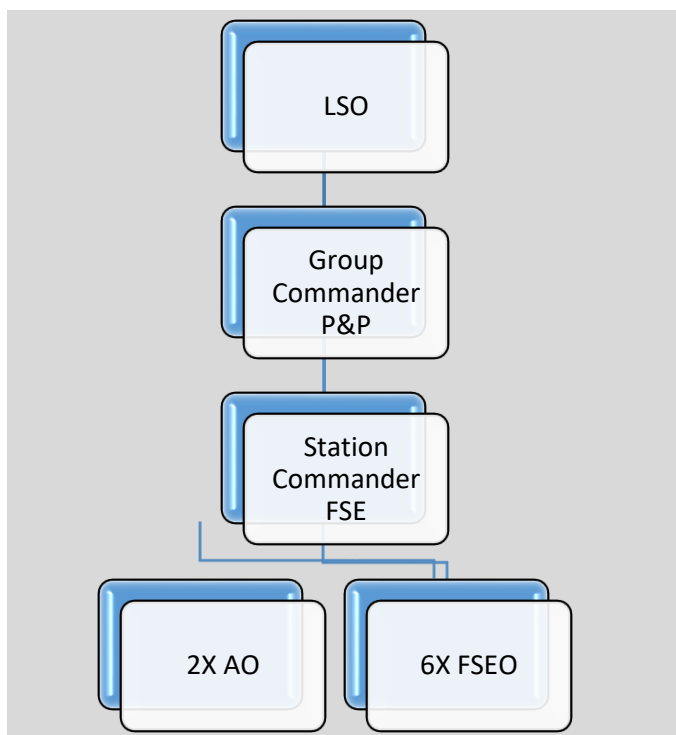 LSO
Group
Commander
P&P
Station
Commander
FSE
2X AO
6X FSEO